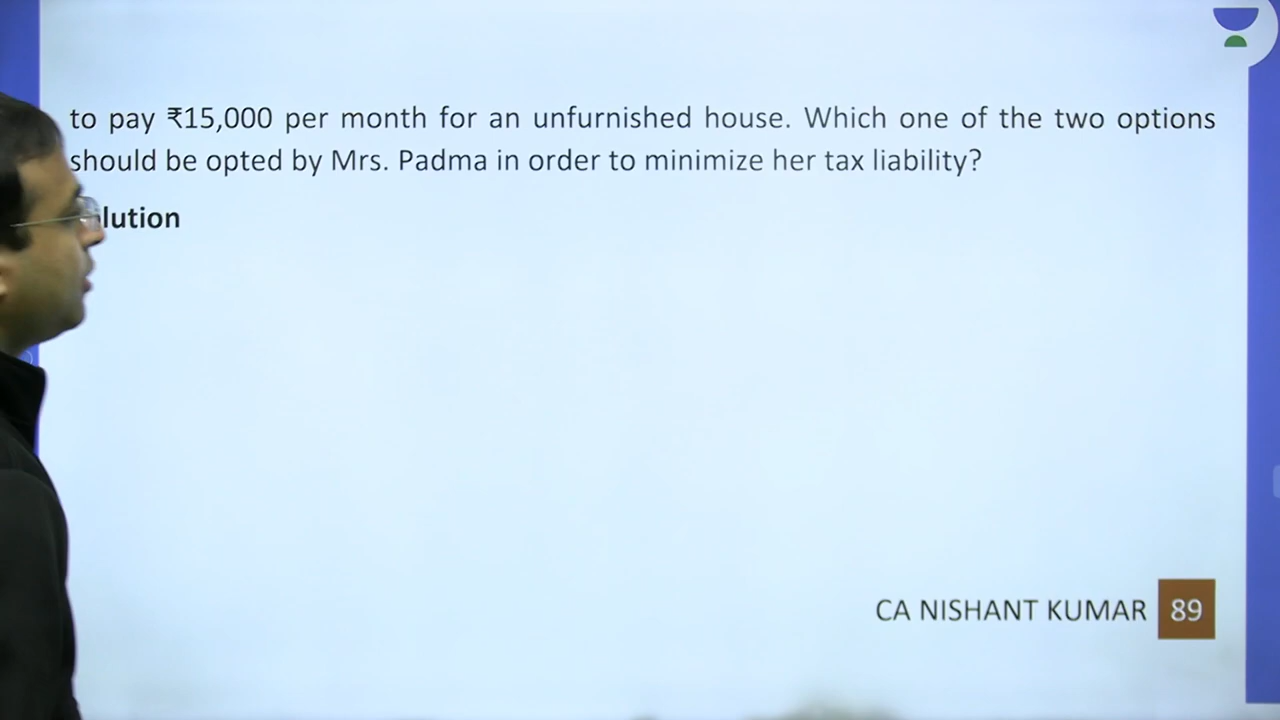 to pay ₹15,000 per month for an unfurnished house. Which one of the two options
should be opted by Mrs. Padma in order to minimize her tax liability?
lution
CA NISHANT KUMAR 89